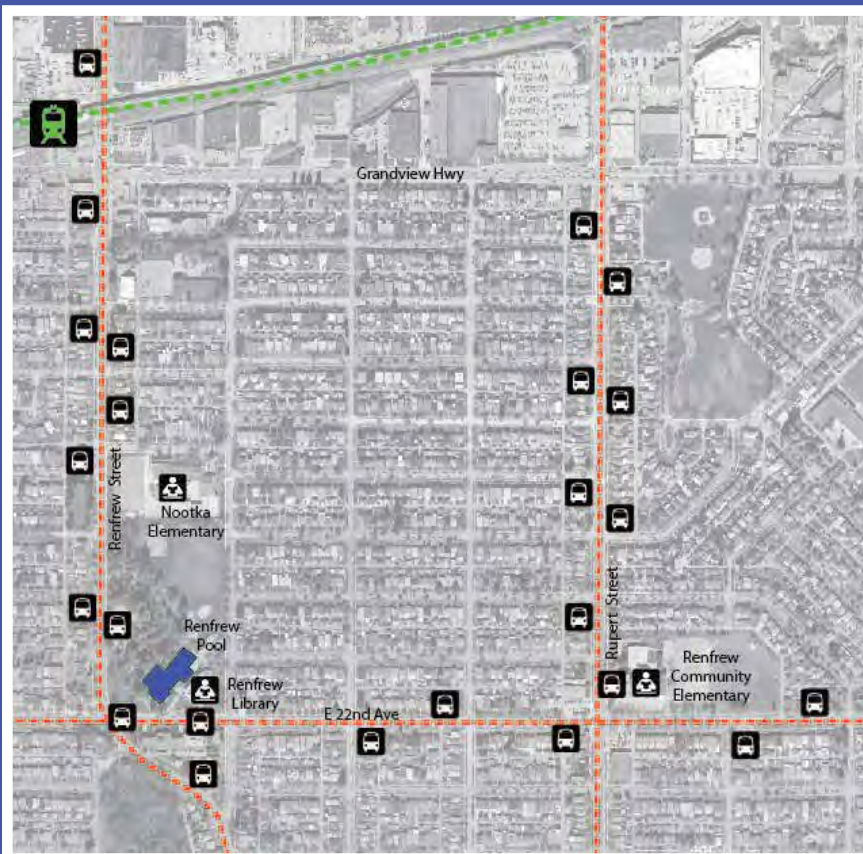 Grandview Hwy
Renfrew Street
Nootka
Elementary
Renfrew
Pool
Renfrew
Library
E 22nd Ave
Rupert Street
Renfrew
Community
Elementary